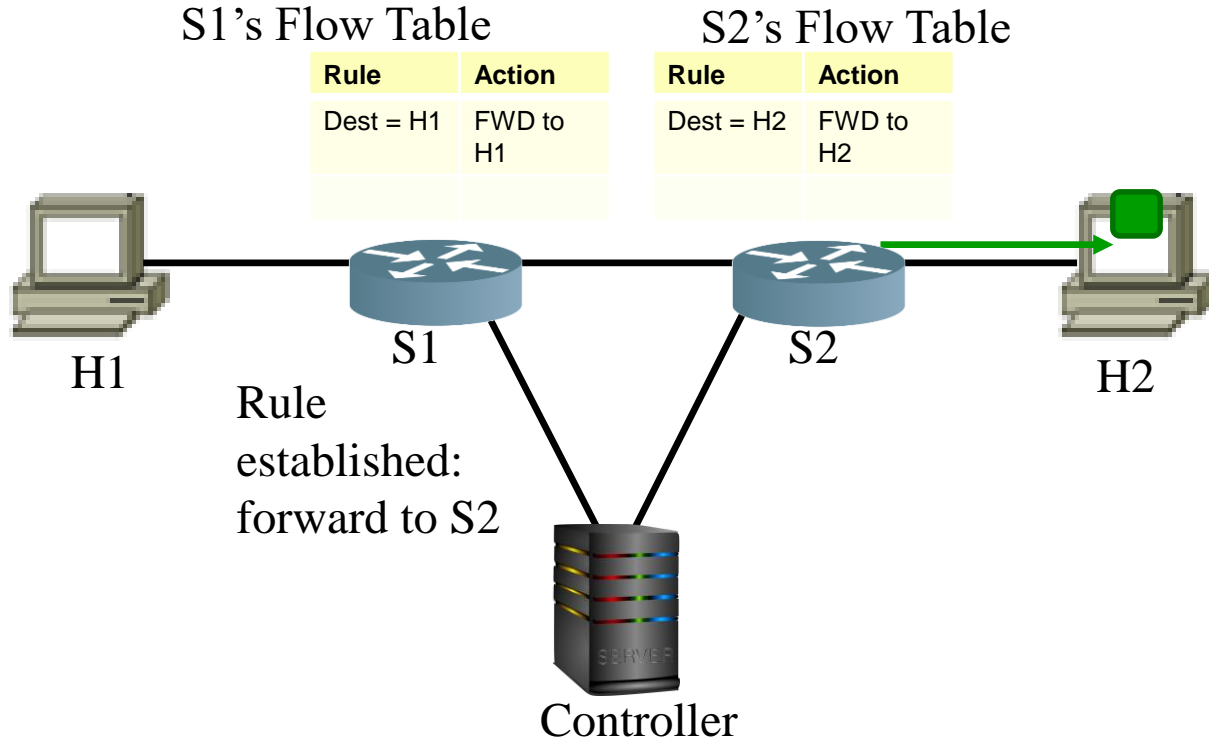 S1’s Flow Table
S2’s Flow Table
Rule Action
Dest = H1 FWD to
H1
Rule Action
Dest = H2 FWD to
H2
H1
S1
S2
H2
Rule
established:
forward to S2
SERVER
Controller